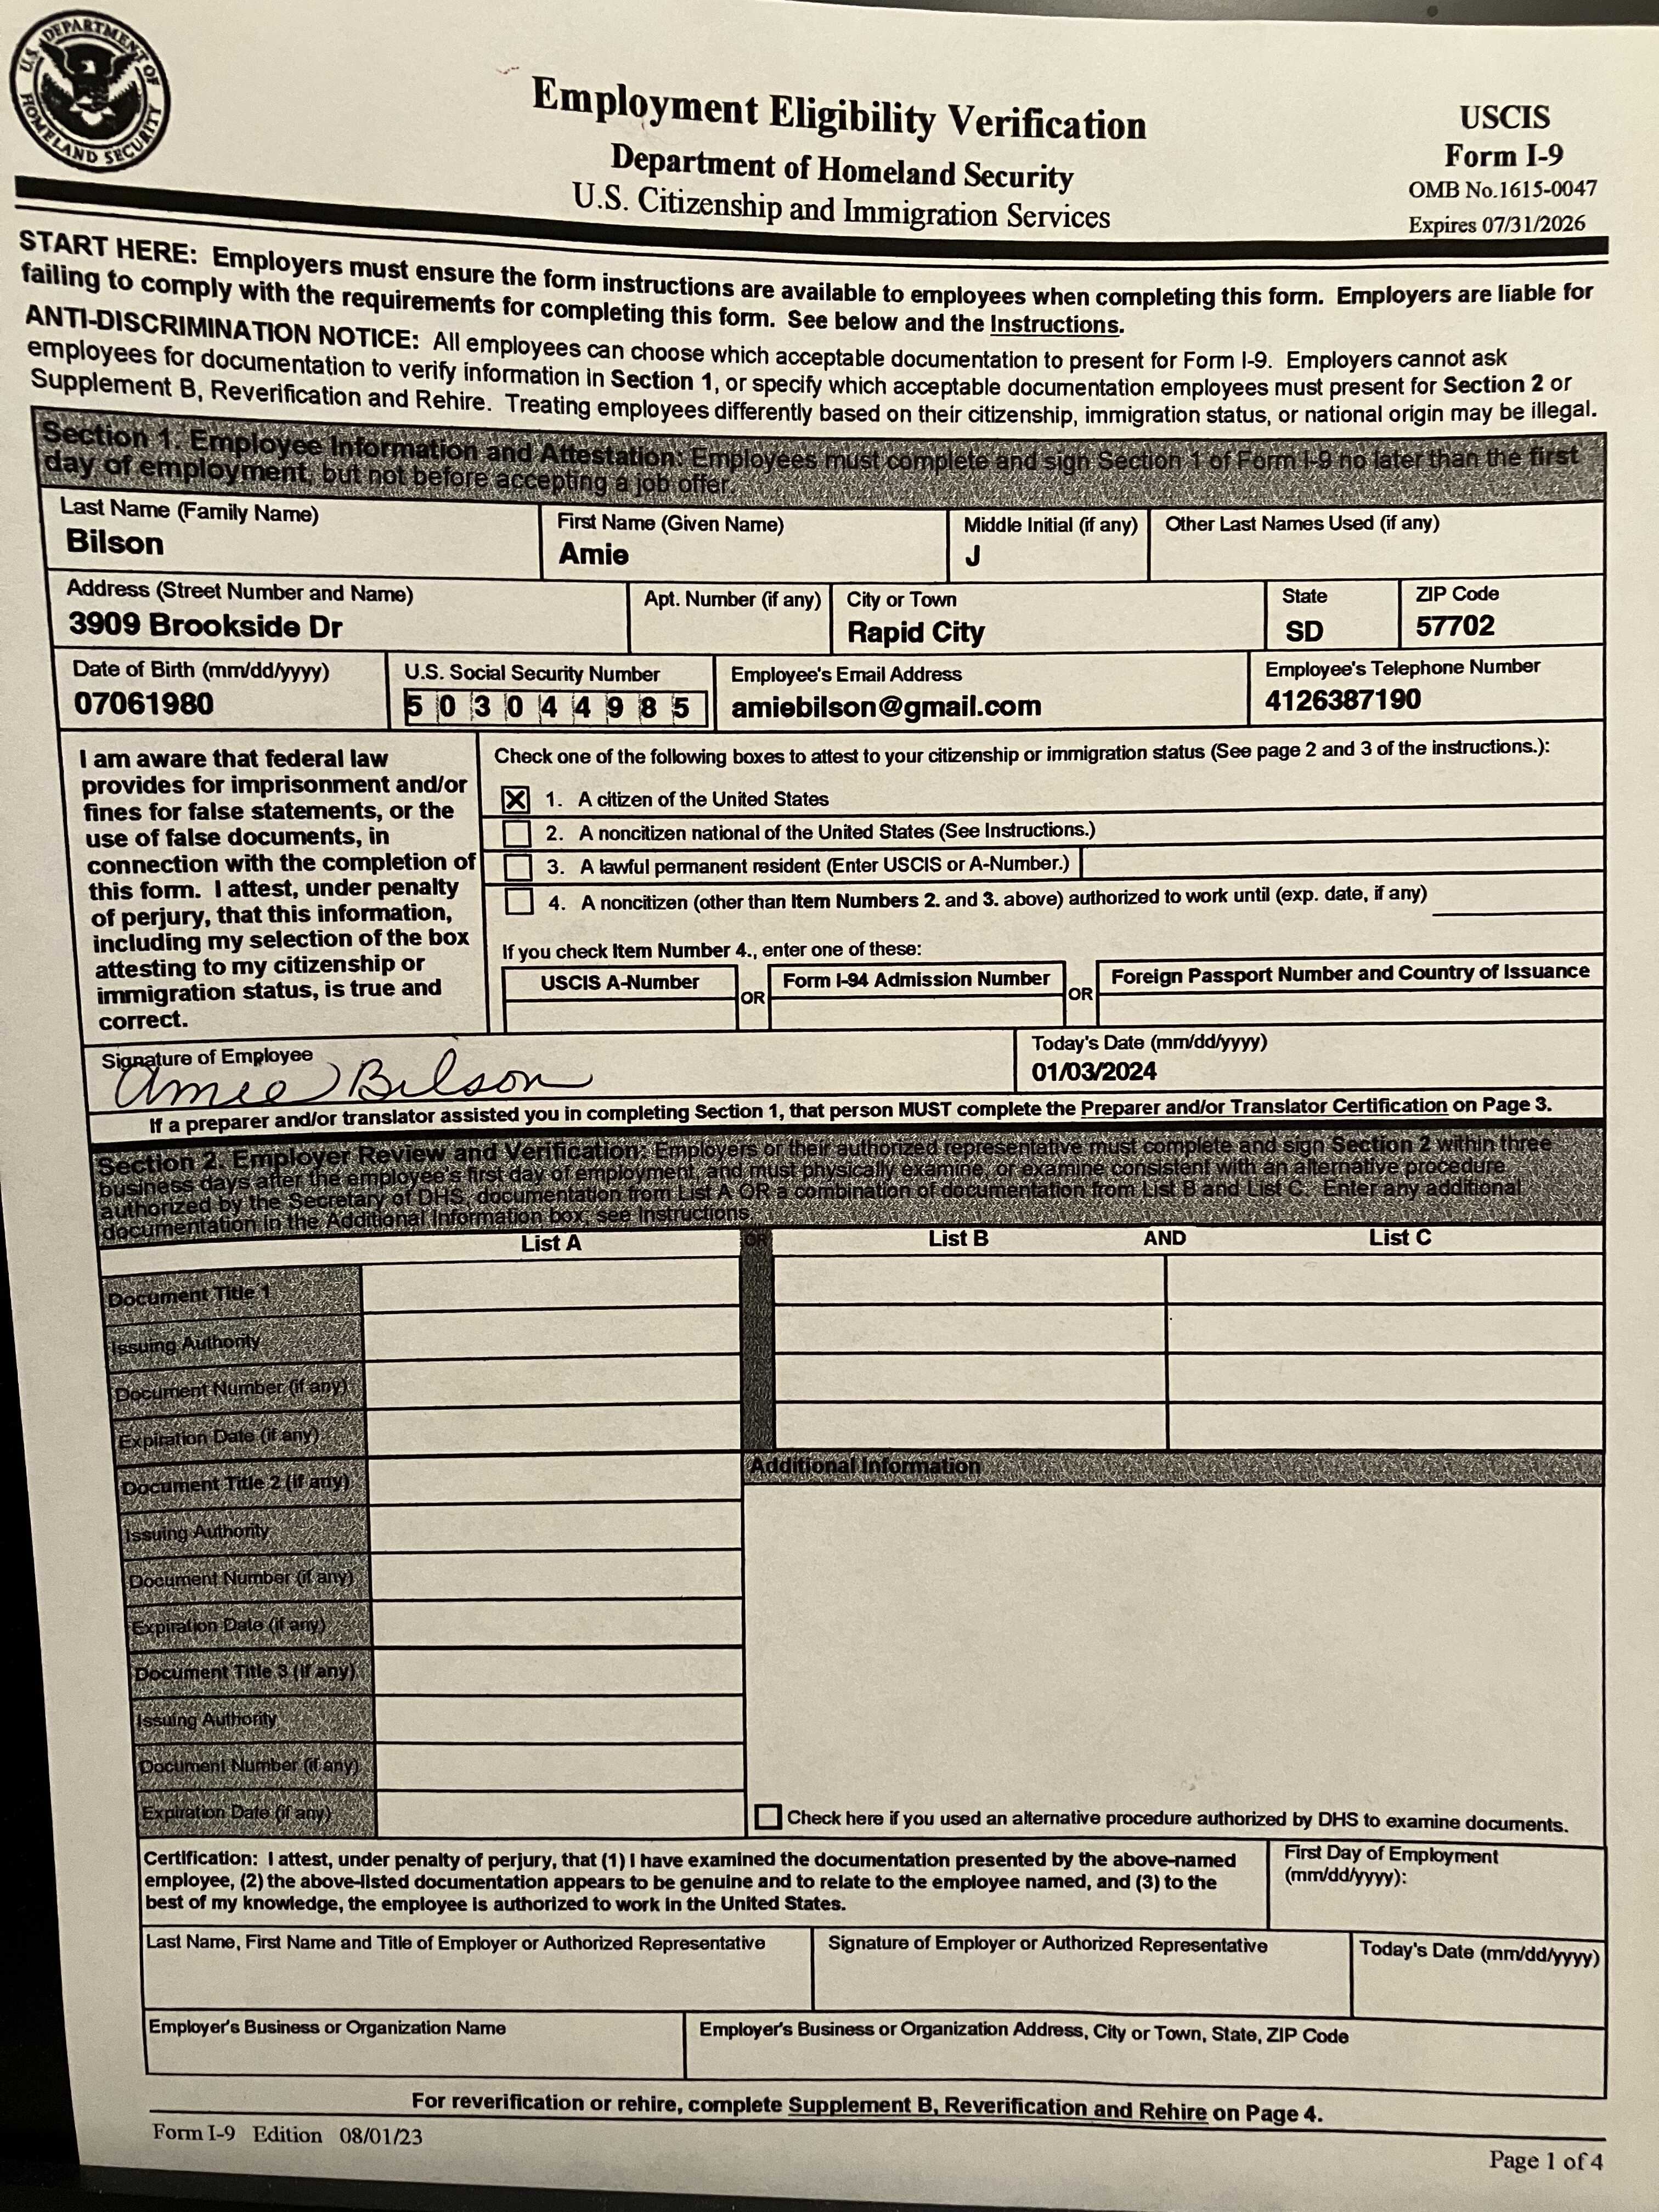 U.S. DEPARTMENT OF HOMELAND SECURITY
Employment Eligibility Verification
Department of Homeland Security
U.S. Citizenship and Immigration Services
USCIS
Form I-9
OMB No.1615-0047
Expires 07/31/2026
START HERE: Employers must ensure the form instructions are available to employees when completing this form. Employers are liable for
failing to comply with the requirements for completing this form. See below and the Instructions.
ANTI-DISCRIMINATION NOTICE: All employees can choose which acceptable documentation to present for Form I-9. Employers cannot ask
employees for documentation to verify information in Section 1, or specify which acceptable documentation employees must present for Section 2 or
Supplement B, Reverification and Rehire. Treating employees differently based on their citizenship, immigration status, or national origin may be illegal.
Section 1. Employee Information and Attestation: Employees must complete and sign Section 1 of Form I-9 no later than the first
day of employment, but not before accepting a job offer.
Last Name (Family Name)
Bilson
First Name (Given Name)
Amie
Middle Initial (if any)
J
Other Last Names Used (if any)
Address (Street Number and Name)
3909 Brookside Dr
Apt. Number (if any)
City or Town
Rapid City
State
SD
ZIP Code
57702
Date of Birth (mm/dd/yyyy)
07061980
U.S. Social Security Number
5 0 3 0 4 4 9 8 5
Employee's Email Address
amiebilson@gmail.com
Employee's Telephone Number
4126387190
I am aware that federal law
provides for imprisonment and/or
fines for false statements, or the
use of false documents, in
connection with the completion of
this form. I attest, under penalty
of perjury, that this information,
including my selection of the box
attesting to my citizenship or
immigration status, is true and
correct.
Check one of the following boxes to attest to your citizenship or immigration status (See page 2 and 3 of the instructions.):
1. A citizen of the United States
2. A noncitizen national of the United States (See Instructions.)
3. A lawful permanent resident (Enter USCIS or A-Number.)
4. A noncitizen (other than Item Numbers 2. and 3. above) authorized to work until (exp. date, if any)
If you check Item Number 4., enter one of these:
USCIS A-Number
OR
Form I-94 Admission Number
OR
Foreign Passport Number and Country of Issuance
Signature of Employee
Amie Bilson
Today's Date (mm/dd/yyyy)
01/03/2024
If a preparer and/or translator assisted you in completing Section 1, that person MUST complete the Preparer and/or Translator Certification on Page 3.
Section 2. Employer Review and Verification: Employers or their authorized representative must complete and sign Section 2 within three
business days after the employee's first day of employment, and must physically examine, or examine consistent with an alternative procedure
authorized by the Secretary of DHS, documentation from List A OR a combination of documentation from List B and List C. Enter any additional
documentation in the Additional Information box; see Instructions.
List A
OR
List B
AND
List C
Document Title 1
Issuing Authority
Document Number (if any)
Expiration Date (if any)
Document Title 2 (if any)
Additional Information
Issuing Authority
Document Number (if any)
Expiration Date (if any)
Document Title 3 (if any)
Issuing Authority
Document Number (if any)
Expiration Date (if any)
Check here if you used an alternative procedure authorized by DHS to examine documents.
Certification: I attest, under penalty of perjury, that (1) I have examined the documentation presented by the above-named
employee, (2) the above-listed documentation appears to be genuine and to relate to the employee named, and (3) to the
best of my knowledge, the employee is authorized to work in the United States.
First Day of Employment
(mm/dd/yyyy):
Last Name, First Name and Title of Employer or Authorized Representative
Signature of Employer or Authorized Representative
Today's Date (mm/dd/yyyy)
Employer's Business or Organization Name
Employer's Business or Organization Address, City or Town, State, ZIP Code
For reverification or rehire, complete Supplement B, Reverification and Rehire on Page 4.
Form I-9 Edition 08/01/23
Page 1 of 4